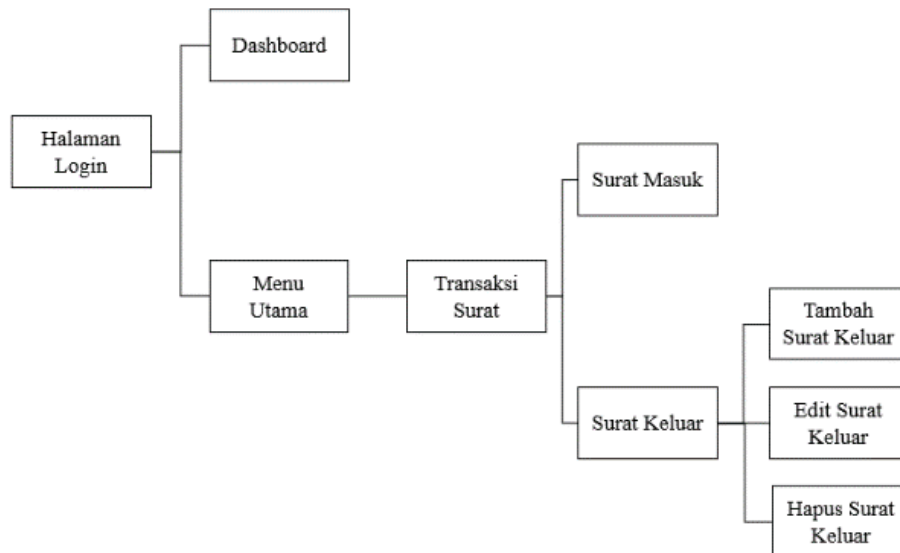 Dashboard
Halaman
Login
Surat Masuk
Menu
Utama
Transaksi
Surat
Tambah
Surat Keluar
Surat Keluar
Edit Surat
Keluar
Hapus Surat
Keluar